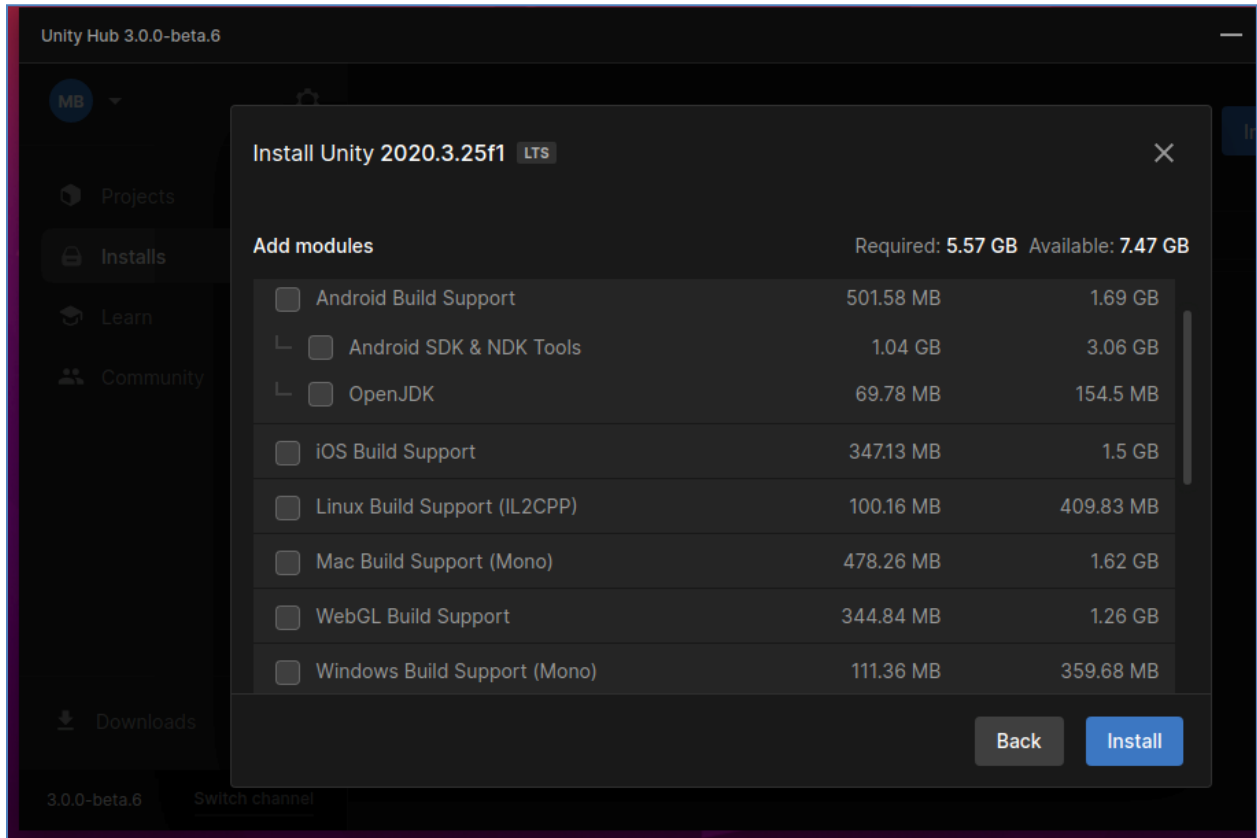 Unity Hub 3.0.0-beta.6
MB
Install Unity 2020.3.25f1 LTS
Projects
Installs
Learn
Community
Add modules Required: 5.57 GB Available: 7.47 GB
Android Build Support 501.58 MB 1.69 GB
Android SDK & NDK Tools 1.04 GB 3.06 GB
OpenJDK 69.78 MB 154.5 MB
iOS Build Support 347.13 MB 1.5 GB
Linux Build Support (IL2CPP) 100.16 MB 409.83 MB
Mac Build Support (Mono) 478.26 MB 1.62 GB
WebGL Build Support 344.84 MB 1.26 GB
Windows Build Support (Mono) 111.36 MB 359.68 MB
Downloads
Back Install
3.0.0-beta.6 Switch channel